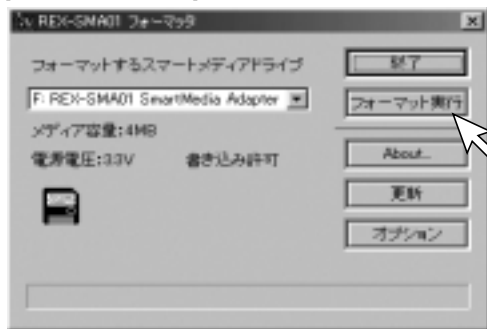 REX-SMA01 フォーマッタ
フォーマットするスマートメディアドライブ
F: REX-SMA01 SmartMedia Adapter
メディア容量:4MB
電源電圧:3.3V 書き込み許可
終了
フォーマット実行
About...
更新
オプション